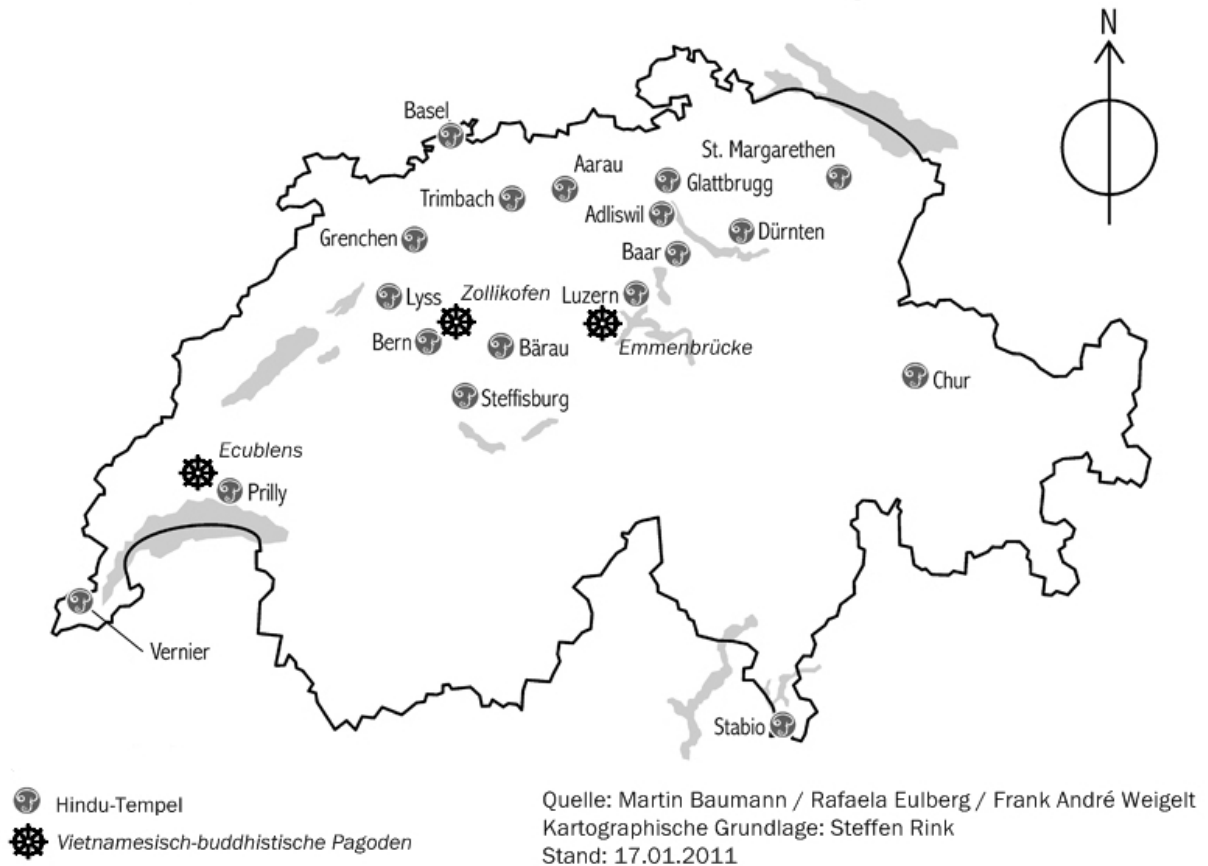 N
Basel
Aarau
St. Margarethen
Trimbach
Glattbrugg
Adliswil
Grenchen
Dürnten
Baar
Lyss
Zollikofen
Luzern
Bern
Bärau
Emmenbrücke
Chur
Steffisburg
Ecublens
Prilly
Vernier
Stabio
Hindu-Tempel
Vietnamesisch-buddhistische Pagoden
Quelle: Martin Baumann / Rafaela Eulberg / Frank André Weigelt
Kartographische Grundlage: Steffen Rink
Stand: 17.01.2011